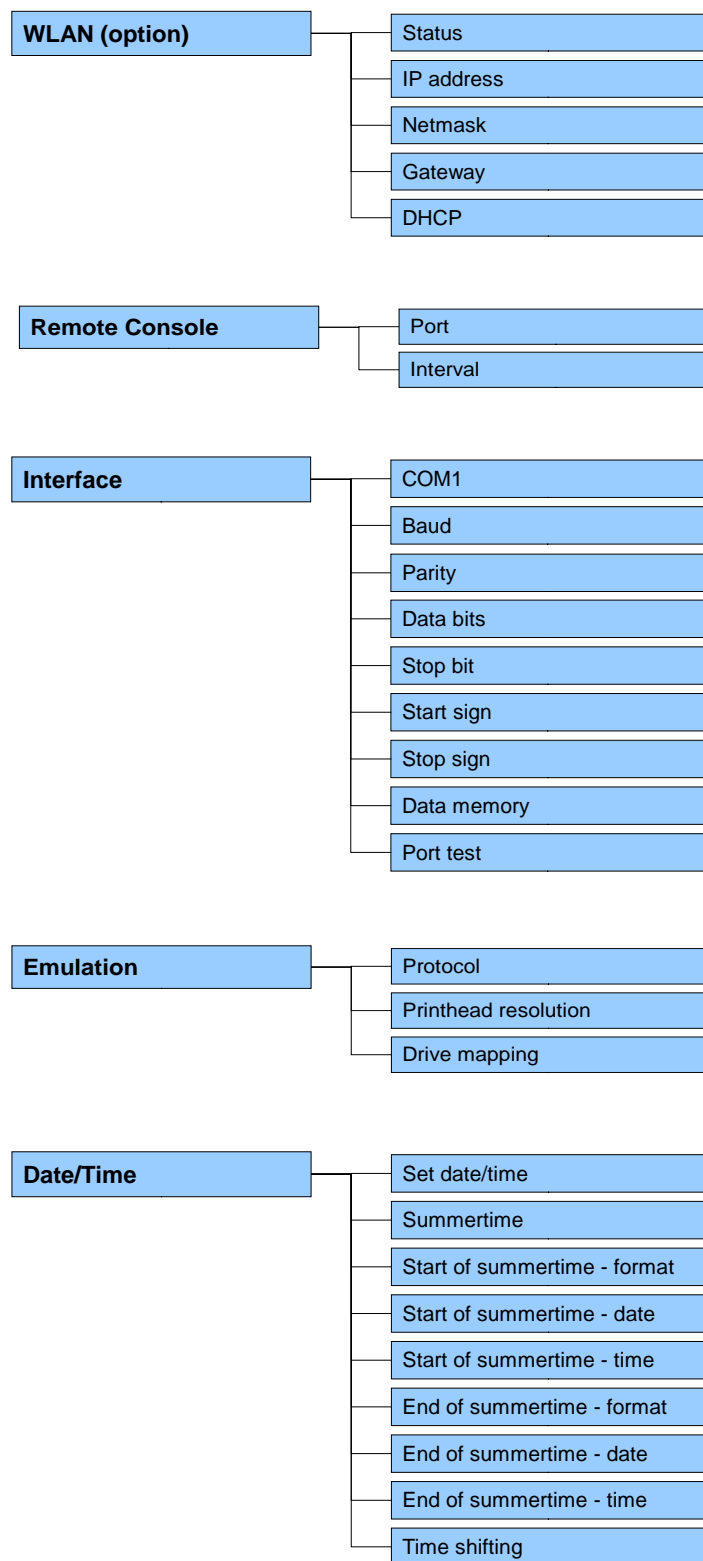 WLAN (option)
Status
IP address
Netmask
Gateway
DHCP
Remote Console
Port
Interval
Interface
COM1
Baud
Parity
Data bits
Stop bit
Start sign
Stop sign
Data memory
Port test
Emulation
Protocol
Printhead resolution
Drive mapping
Date/Time
Set date/time
Summertime
Start of summertime - format
Start of summertime - date
Start of summertime - time
End of summertime - format
End of summertime - date
End of summertime - time
Time shifting